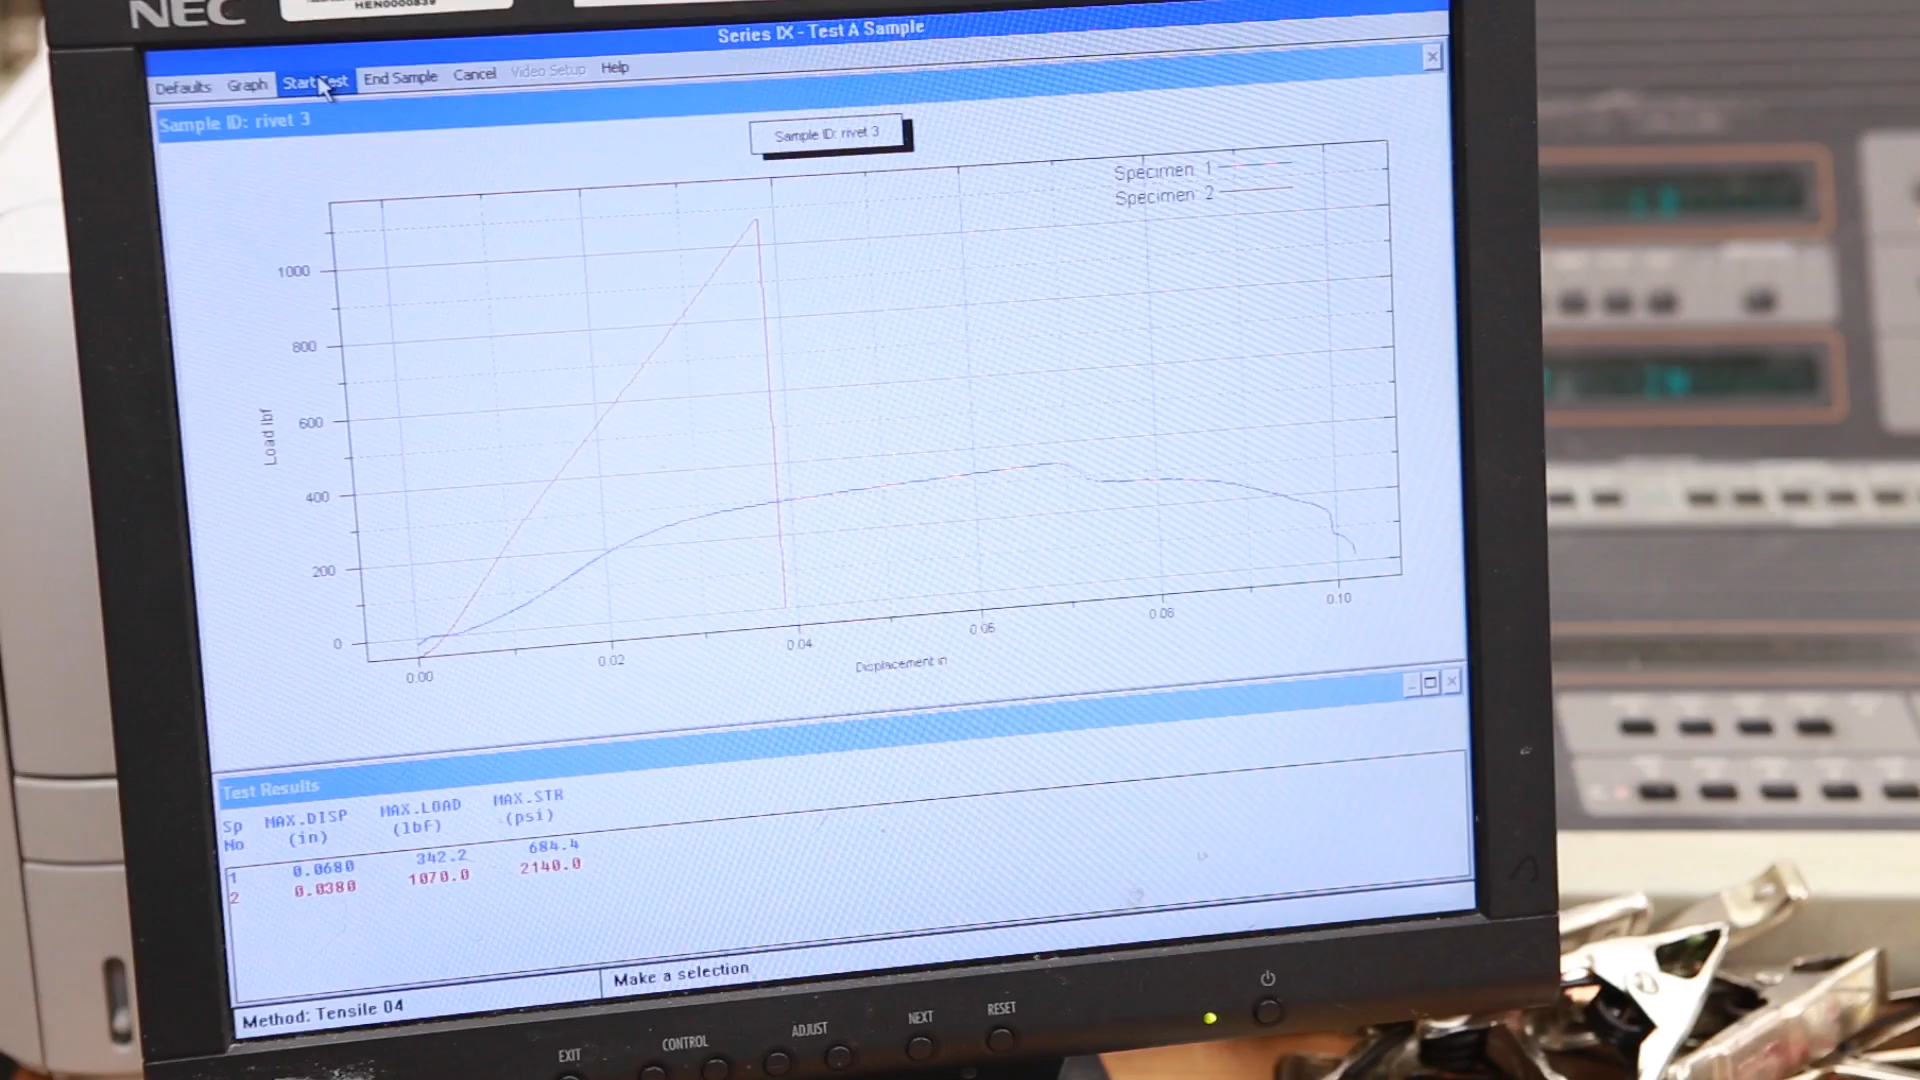 NEC
HEN0000839
Series IX - Test A Sample
Defaults Graph Start Test End Sample Cancel Video Setup Help
Sample ID: rivet 3
Sample ID: rivet 3
Specimen 1
Specimen 2
1000
800
600
400
200
0
Load lbf
0.00 0.02 0.04 0.06 0.08 0.10
Displacement in
Test Results
Sp No MAX.DISP (in) MAX.LOAD (lbf) MAX.STR (psi)
1 0.0680 342.2 684.4
2 0.0380 1070.0 2140.0
Make a selection
Method: Tensile 04
EXIT CONTROL ADJUST NEXT RESET